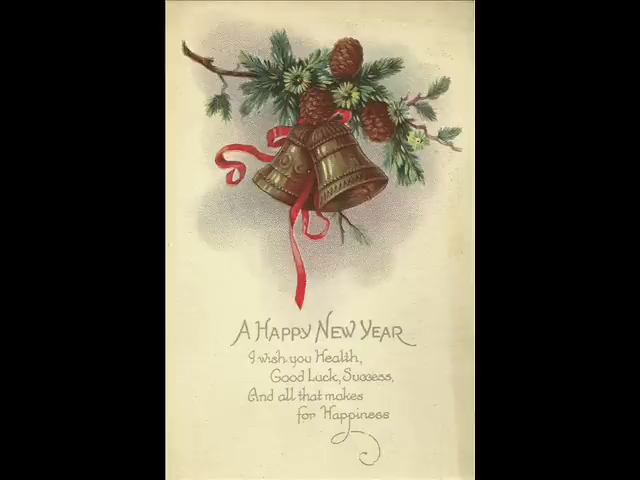 A HAPPY NEW YEAR
I wish you Health,
Good Luck, Success,
And all that makes
for Happiness